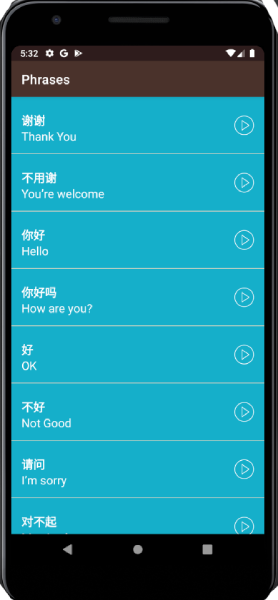 5:32
Phrases
谢谢
Thank You
不用谢
You're welcome
你好
Hello
你好吗
How are you?
好
OK
不好
Not Good
请问
I'm sorry
对不起